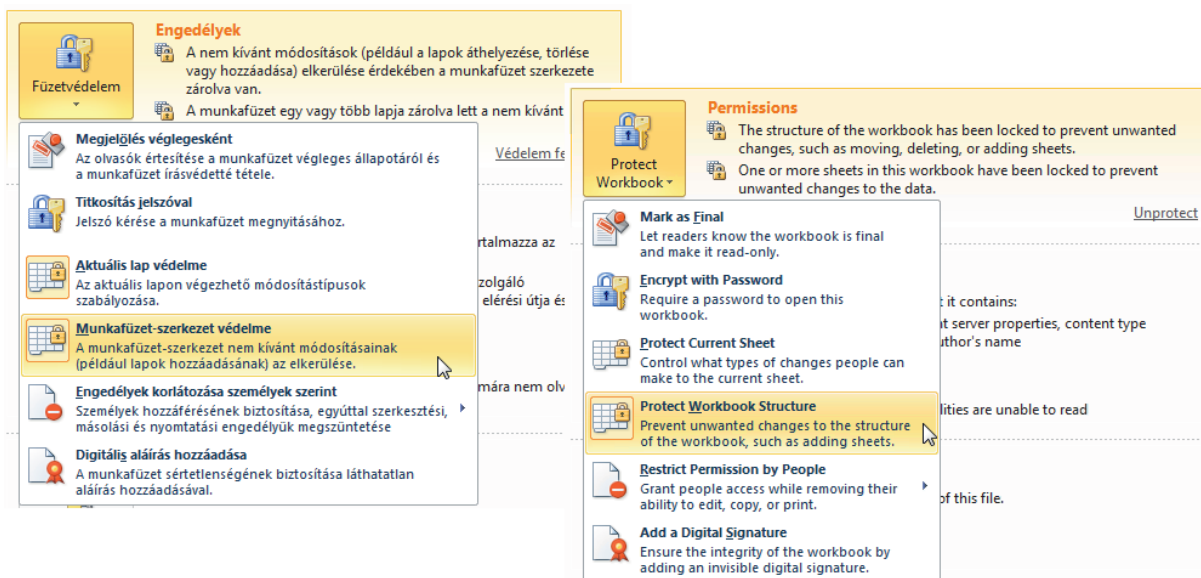 Engedélyek
A nem kívánt módosítások (például a lapok áthelyezése, törlése
vagy hozzáadása) elkerülése érdekében a munkafüzet szerkezete
zárolva van.
A munkafüzet egy vagy több lapja zárolva lett a nem kívánt
Füzetvédelem
Védelem fe
Megjelölés véglegesként
Az olvasók értesítése a munkafüzet végleges állapotáról és
a munkafüzet írásvédetté tétele.
Titkosítás jelszóval
Jelszó kérése a munkafüzet megnyitásához.
Aktuális lap védelme
Az aktuális lapon végezhető módosítástípusok
szabályozása.
Munkafüzet-szerkezet védelme
A munkafüzet-szerkezet nem kívánt módosításainak
(például lapok hozzáadásának) az elkerülése.
Engedélyek korlátozása személyek szerint
Személyek hozzáférésének biztosítása, egyúttal szerkesztési,
másolási és nyomtatási engedélyük megszüntetése
Digitális aláírás hozzáadása
A munkafüzet sértetlenségének biztosítása láthatatlan
aláírás hozzáadásával.
rtalmazza az
zolgáló
elérési útja és
mára nem olv
Permissions
The structure of the workbook has been locked to prevent unwanted
changes, such as moving, deleting, or adding sheets.
One or more sheets in this workbook have been locked to prevent
unwanted changes to the data.
Protect
Workbook
Unprotect
Mark as Final
Let readers know the workbook is final
and make it read-only.
Encrypt with Password
Require a password to open this
workbook.
Protect Current Sheet
Control what types of changes people can
make to the current sheet.
Protect Workbook Structure
Prevent unwanted changes to the structure
of the workbook, such as adding sheets.
Restrict Permission by People
Grant people access while removing their
ability to edit, copy, or print.
Add a Digital Signature
Ensure the integrity of the workbook by
adding an invisible digital signature.
it contains:
nt server properties, content type
uthor's name
lities are unable to read
of this file.